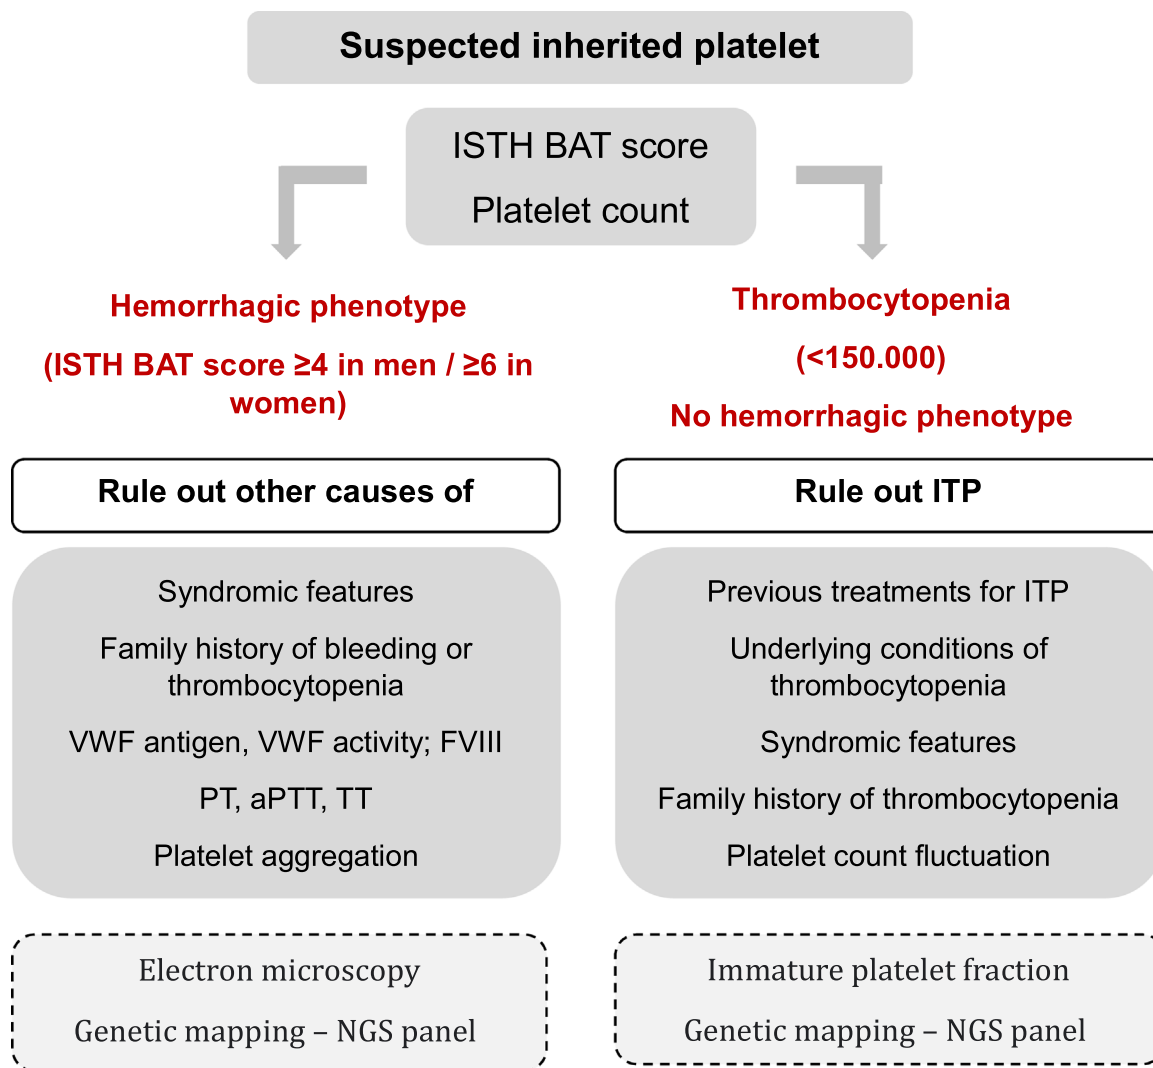 Suspected inherited platelet
ISTH BAT score
Platelet count
Hemorrhagic phenotype
(ISTH BAT score ≥4 in men / ≥6 in
women)
Thrombocytopenia
(<150.000)
No hemorrhagic phenotype
Rule out other causes of
Syndromic features
Family history of bleeding or
thrombocytopenia
VWF antigen, VWF activity; FVIII
PT, aPTT, TT
Platelet aggregation
Electron microscopy
Genetic mapping – NGS panel
Rule out ITP
Previous treatments for ITP
Underlying conditions of
thrombocytopenia
Syndromic features
Family history of thrombocytopenia
Platelet count fluctuation
Immature platelet fraction
Genetic mapping – NGS panel